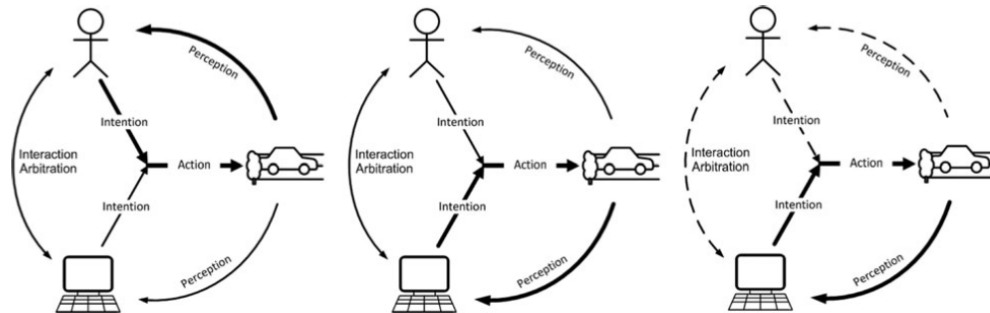 Perception
Intention
Interaction
Arbitration
Action
Intention
Perception
Perception
Intention
Interaction
Arbitration
Action
Intention
Perception
Perception
Intention
Interaction
Arbitration
Action
Intention
Perception